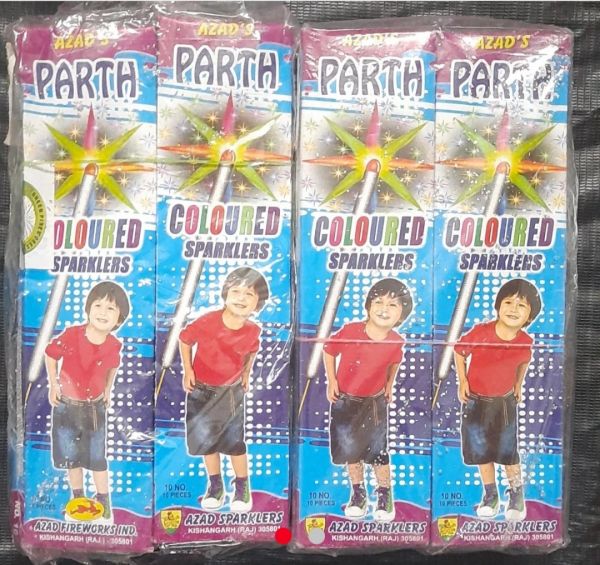 AZAD'S
PARTH
COLOURED
SPARKLERS
10 PIECES
AZAD FIREWORKS IND.
KISHANGARH (RAJ.) - 305801
AZAD'S
PARTH
COLOURED
SPARKLERS
10 NO.
10 PIECES
AZAD SPARKLERS
KISHANGARH (RAJ) 305801
AZAD'S
PARTH
COLOURED
SPARKLERS
10 NO.
10 PIECES
AZAD SPARKLERS
KISHANGARH (RAJ) 305801
AZAD'S
PARTH
COLOURED
SPARKLERS
10 NO.
10 PIECES
AZAD SPARKLERS
KISHANGARH (RAJ) 305801